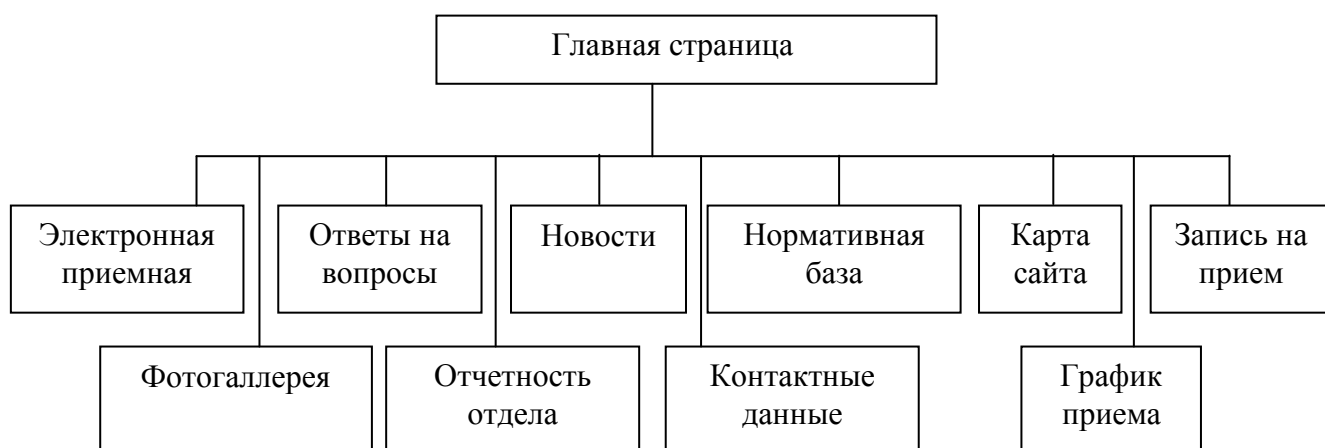 Главная страница
Электронная
приемная
Ответы на
вопросы
Новости
Нормативная
база
Карта
сайта
Запись на
прием
Фотогаллерея
Отчетность
отдела
Контактные
данные
График
приема